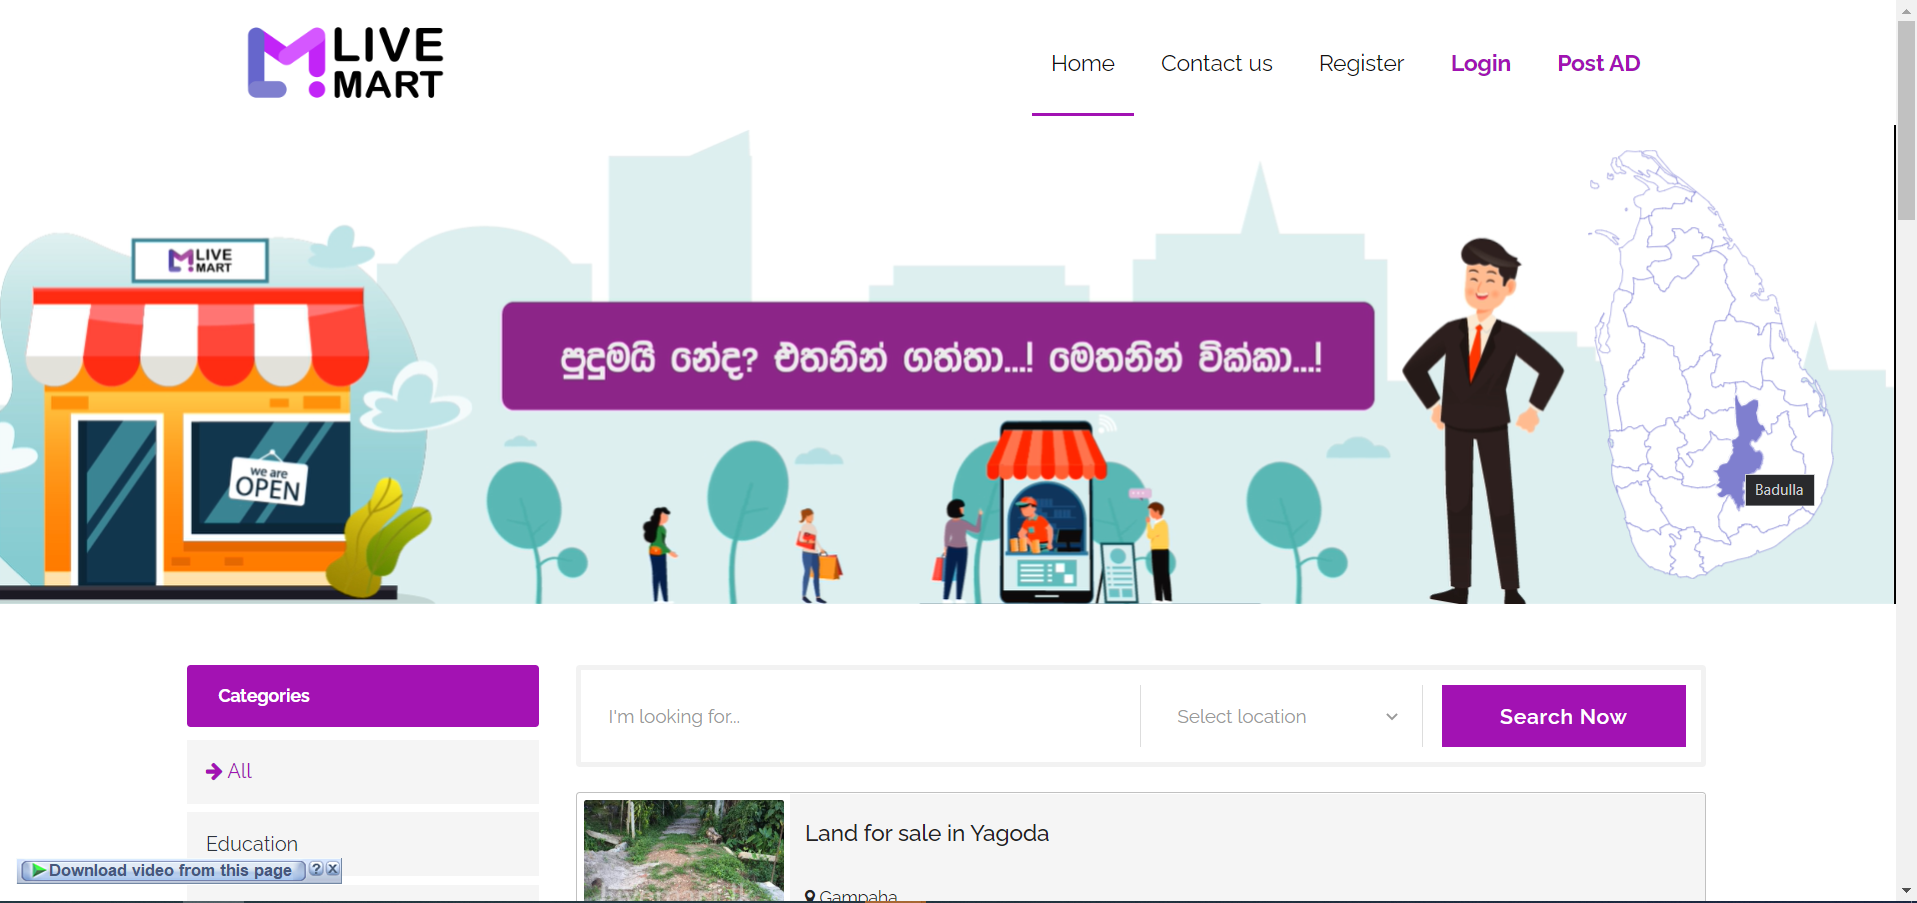 LIVE
MART
Home
Contact us
Register
Login
Post AD
LIVE
MART
පුදුමයි නේද? එතනින් ගත්තා...! මෙතනින් වික්කා...!
we are
OPEN
Badulla
Categories
I'm looking for...
Select location
Search Now
All
Land for sale in Yagoda
Education
Download video from this page
Gampaha